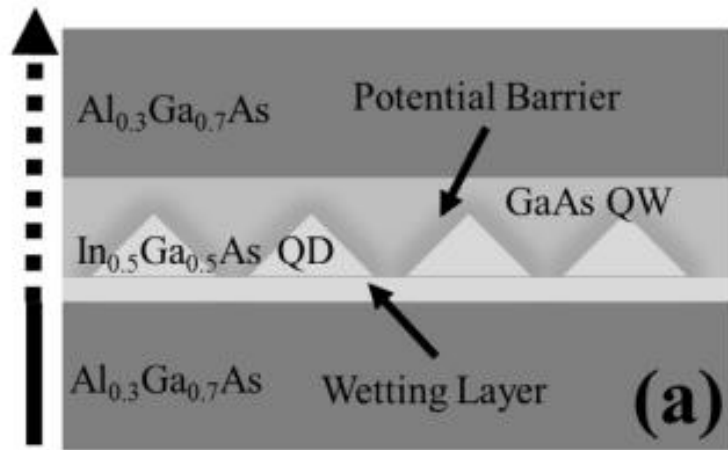 Al₀.₃Ga₀.₇As
Potential Barrier
GaAs QW
In₀.₅Ga₀.₅As QD
Al₀.₃Ga₀.₇As
Wetting Layer
(a)